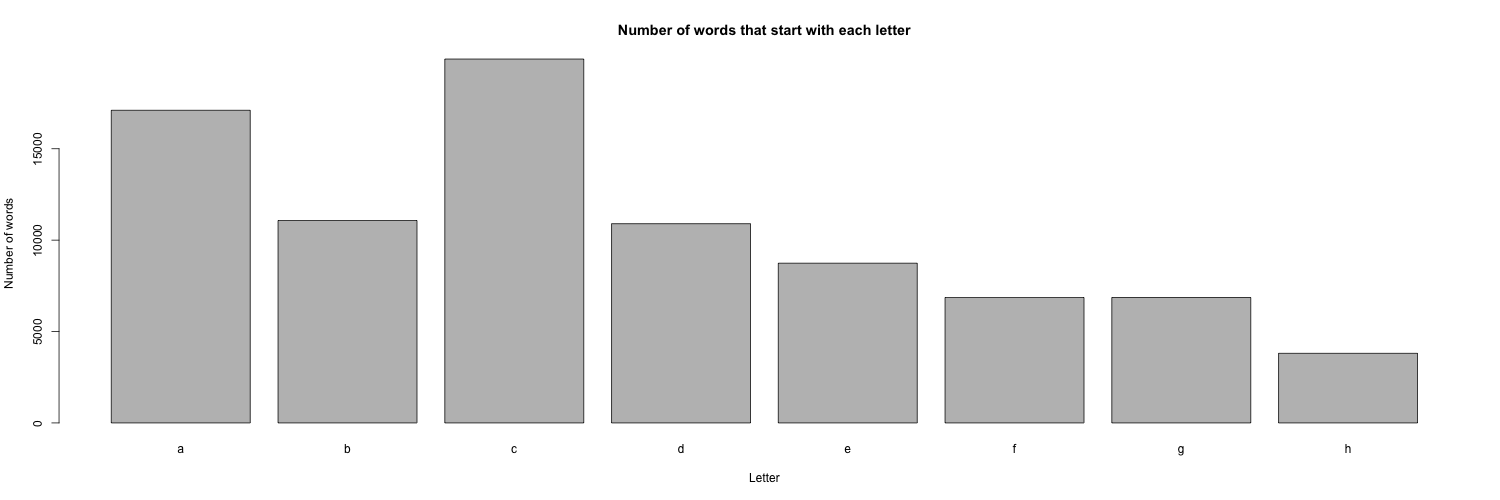 Number of words that start with each letter
Number of words
15000
10000
5000
0
a b c d e f g h
Letter